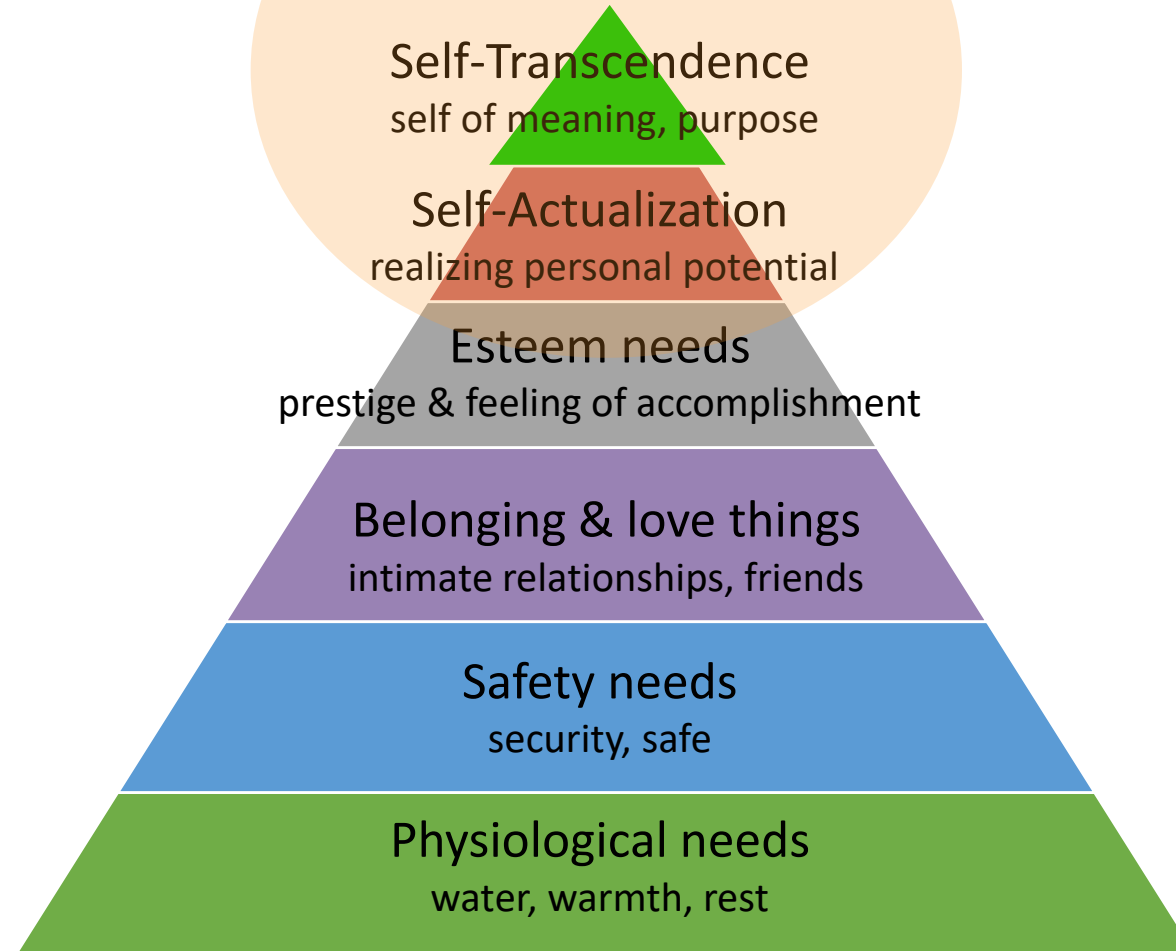 Self-Transcendence
self of meaning, purpose
Self-Actualization
realizing personal potential
Esteem needs
prestige & feeling of accomplishment
Belonging & love things
intimate relationships, friends
Safety needs
security, safe
Physiological needs
water, warmth, rest